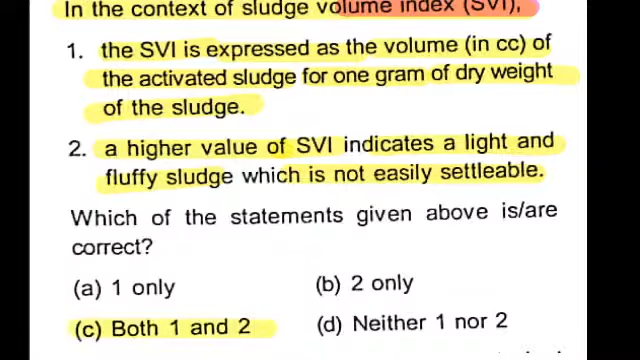 In the context of sludge volume index (SVI),
1. the SVI is expressed as the volume (in cc) of
the activated sludge for one gram of dry weight
of the sludge.
2. a higher value of SVI indicates a light and
fluffy sludge which is not easily settleable.
Which of the statements given above is/are
correct?
(a) 1 only (b) 2 only
(c) Both 1 and 2 (d) Neither 1 nor 2